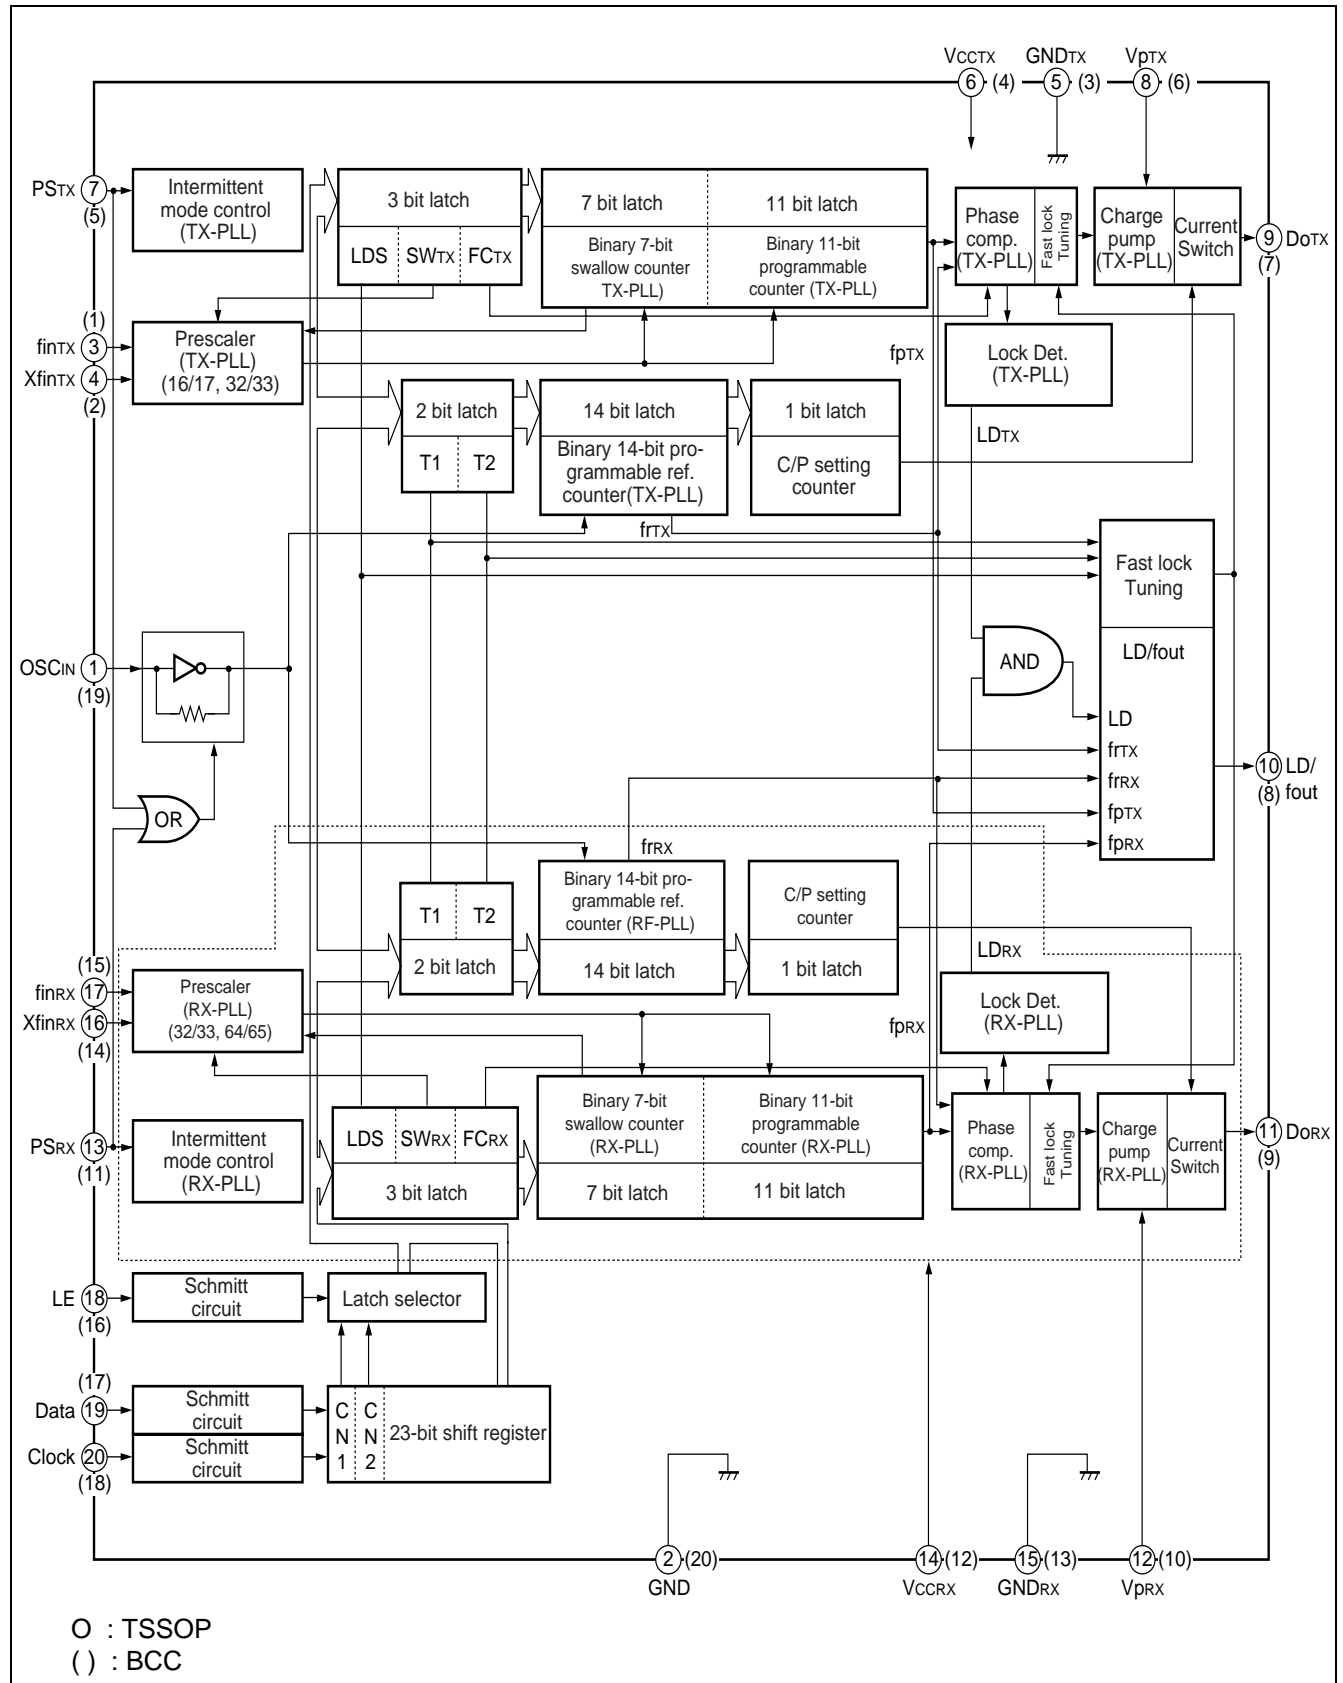 VCCTX GNDTX VpTX
6 (4) 5 (3) 8 (6)
PSTX 7
(5)
Intermittent
mode control
(TX-PLL)
3 bit latch
LDS SWTX FCTX
7 bit latch 11 bit latch
Binary 7-bit
swallow counter
TX-PLL)
Binary 11-bit
programmable
counter (TX-PLL)
Phase
comp.
(TX-PLL)
Fast lock
Tuning
Charge
pump
(TX-PLL)
Current
Switch
9 DoTX
(7)
(1)
finTX 3
XfinTX 4
(2)
Prescaler
(TX-PLL)
(16/17, 32/33)
fpTX
Lock Det.
(TX-PLL)
LDTX
2 bit latch
T1 T2
14 bit latch
Binary 14-bit pro-
grammable ref.
counter(TX-PLL)
1 bit latch
C/P setting
counter
frTX
Fast lock
Tuning
LD/fout
LD
frTX
frRX
fpTX
fpRX
AND
OSCIN 1
(19)
OR
10 LD/
(8) fout
frRX
T1 T2
2 bit latch
Binary 14-bit pro-
grammable ref.
counter (RF-PLL)
14 bit latch
C/P setting
counter
1 bit latch
LDRX
(15)
finRX 17
XfinRX 16
(14)
Prescaler
(RX-PLL)
(32/33, 64/65)
fpRX
Lock Det.
(RX-PLL)
PSRX 13
(11)
Intermittent
mode control
(RX-PLL)
LDS SWRX FCRX
3 bit latch
Binary 7-bit
swallow counter
(RX-PLL)
Binary 11-bit
programmable
counter (RX-PLL)
7 bit latch 11 bit latch
Phase
comp.
(RX-PLL)
Fast lock
Tuning
Charge
pump
(RX-PLL)
Current
Switch
11 DoRX
(9)
LE 18
(16)
Schmitt
circuit
Latch selector
(17)
Data 19
Schmitt
circuit
Clock 20
(18)
Schmitt
circuit
C
N
1
C
N
2
23-bit shift register
2 (20) 14 (12) 15 (13) 12 (10)
GND VCCRX GNDRX VpRX
O : TSSOP
( ) : BCC